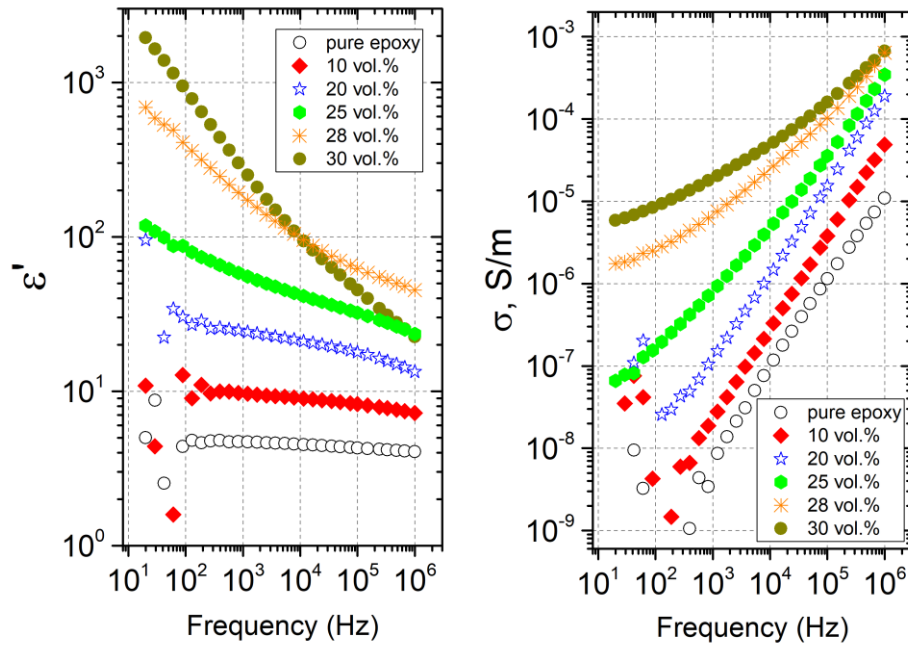 ε'
10³
10²
10¹
10⁰
pure epoxy
10 vol.%
20 vol.%
25 vol.%
28 vol.%
30 vol.%
10¹ 10² 10³ 10⁴ 10⁵ 10⁶
Frequency (Hz)
σ, S/m
10⁻³
10⁻⁴
10⁻⁵
10⁻⁶
10⁻⁷
10⁻⁸
10⁻⁹
pure epoxy
10 vol.%
20 vol.%
25 vol.%
28 vol.%
30 vol.%
10¹ 10² 10³ 10⁴ 10⁵ 10⁶
Frequency (Hz)